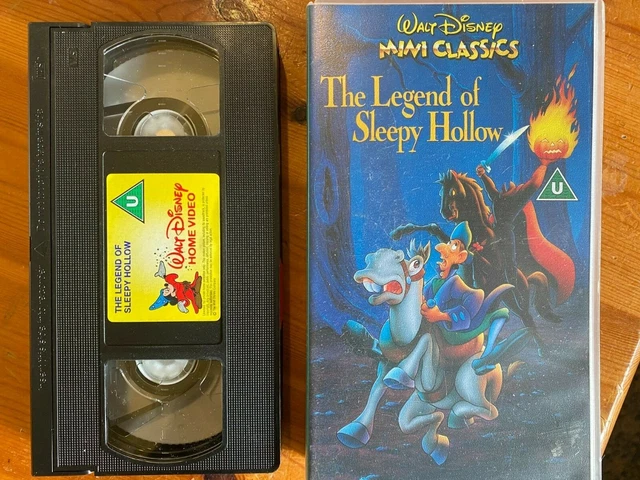 THE LEGEND OF
SLEEPY HOLLOW
U
WALT DISNEY
HOME VIDEO
WALT DISNEY
MINI CLASSICS
The Legend of
Sleepy Hollow
U